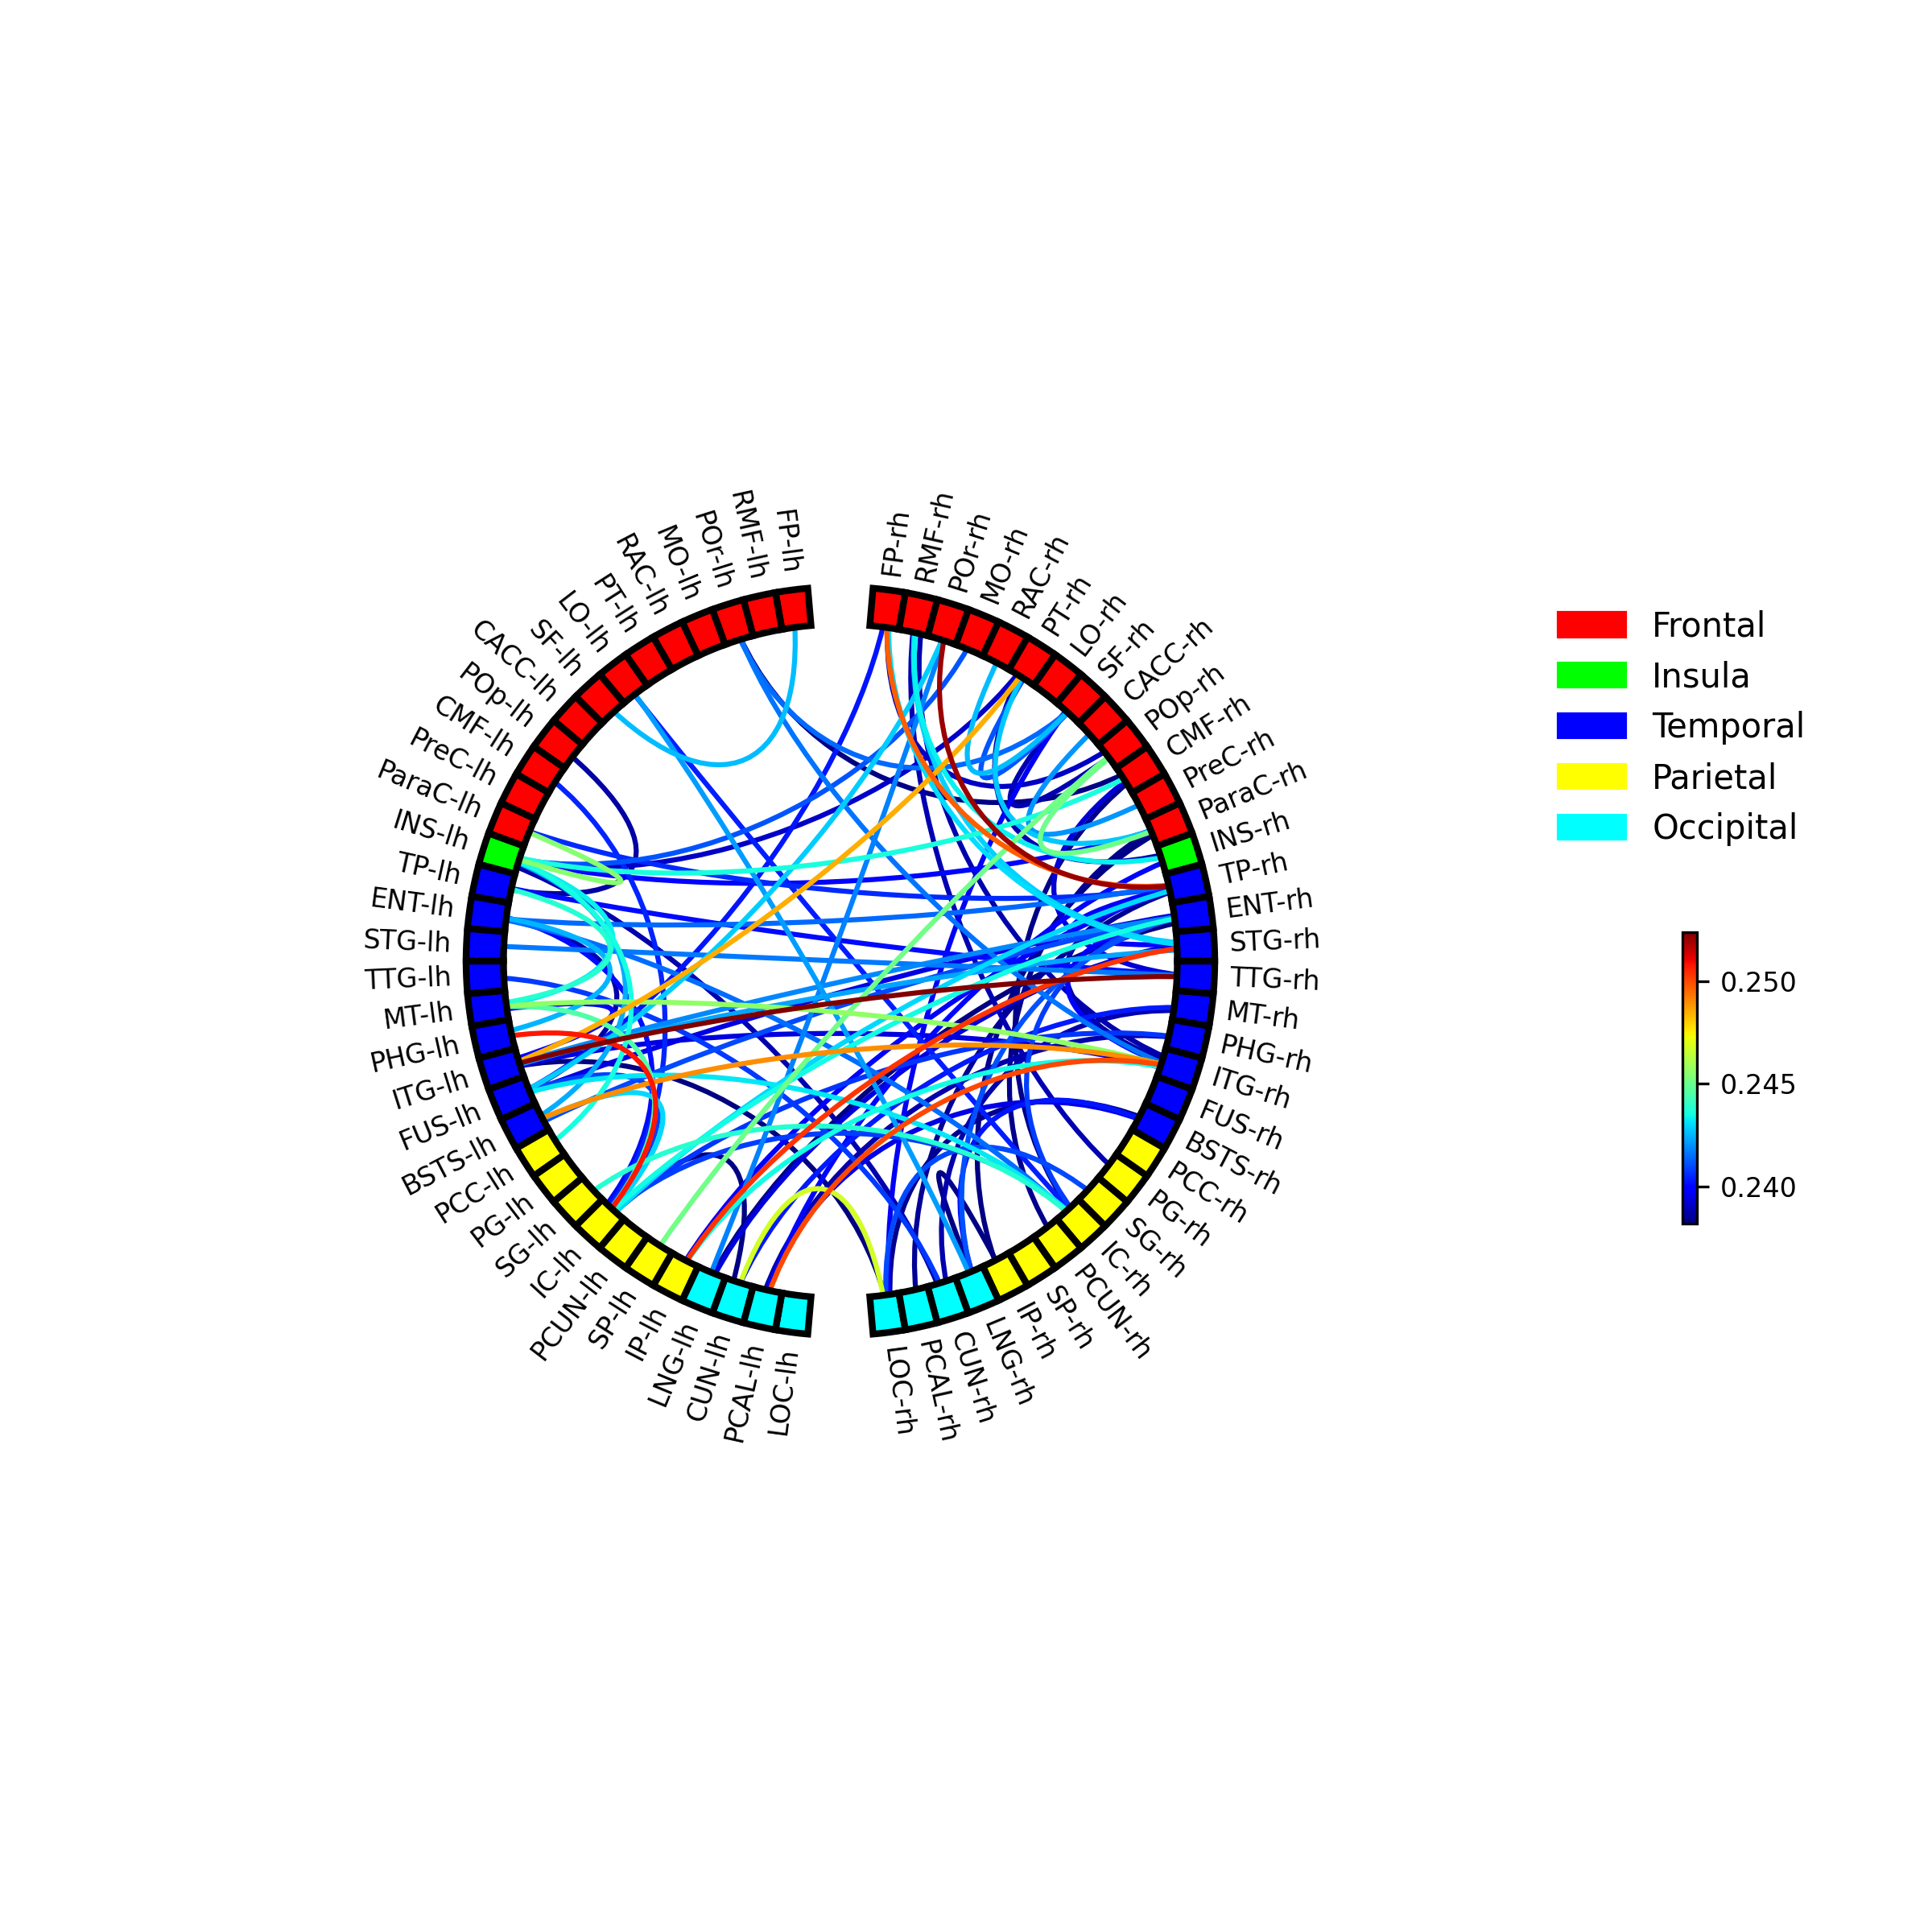 FP-lh
RMF-lh
POr-lh
MO-lh
RAC-lh
PT-lh
LO-lh
SF-lh
CACC-lh
POp-lh
CMF-lh
PreC-lh
ParaC-lh
INS-lh
TP-lh
ENT-lh
STG-lh
TTG-lh
MT-lh
PHG-lh
ITG-lh
FUS-lh
BSTS-lh
PCC-lh
PG-lh
SG-lh
IC-lh
PCUN-lh
SP-lh
IP-lh
LNG-lh
CUN-lh
PCAL-lh
LOC-lh
FP-rh
RMF-rh
POr-rh
MO-rh
RAC-rh
PT-rh
LO-rh
SF-rh
CACC-rh
POp-rh
CMF-rh
PreC-rh
ParaC-rh
INS-rh
TP-rh
ENT-rh
STG-rh
TTG-rh
MT-rh
PHG-rh
ITG-rh
FUS-rh
BSTS-rh
PCC-rh
PG-rh
SG-rh
IC-rh
PCUN-rh
SP-rh
IP-rh
LNG-rh
CUN-rh
PCAL-rh
LOC-rh
Frontal
Insula
Temporal
Parietal
Occipital
0.250
0.245
0.240